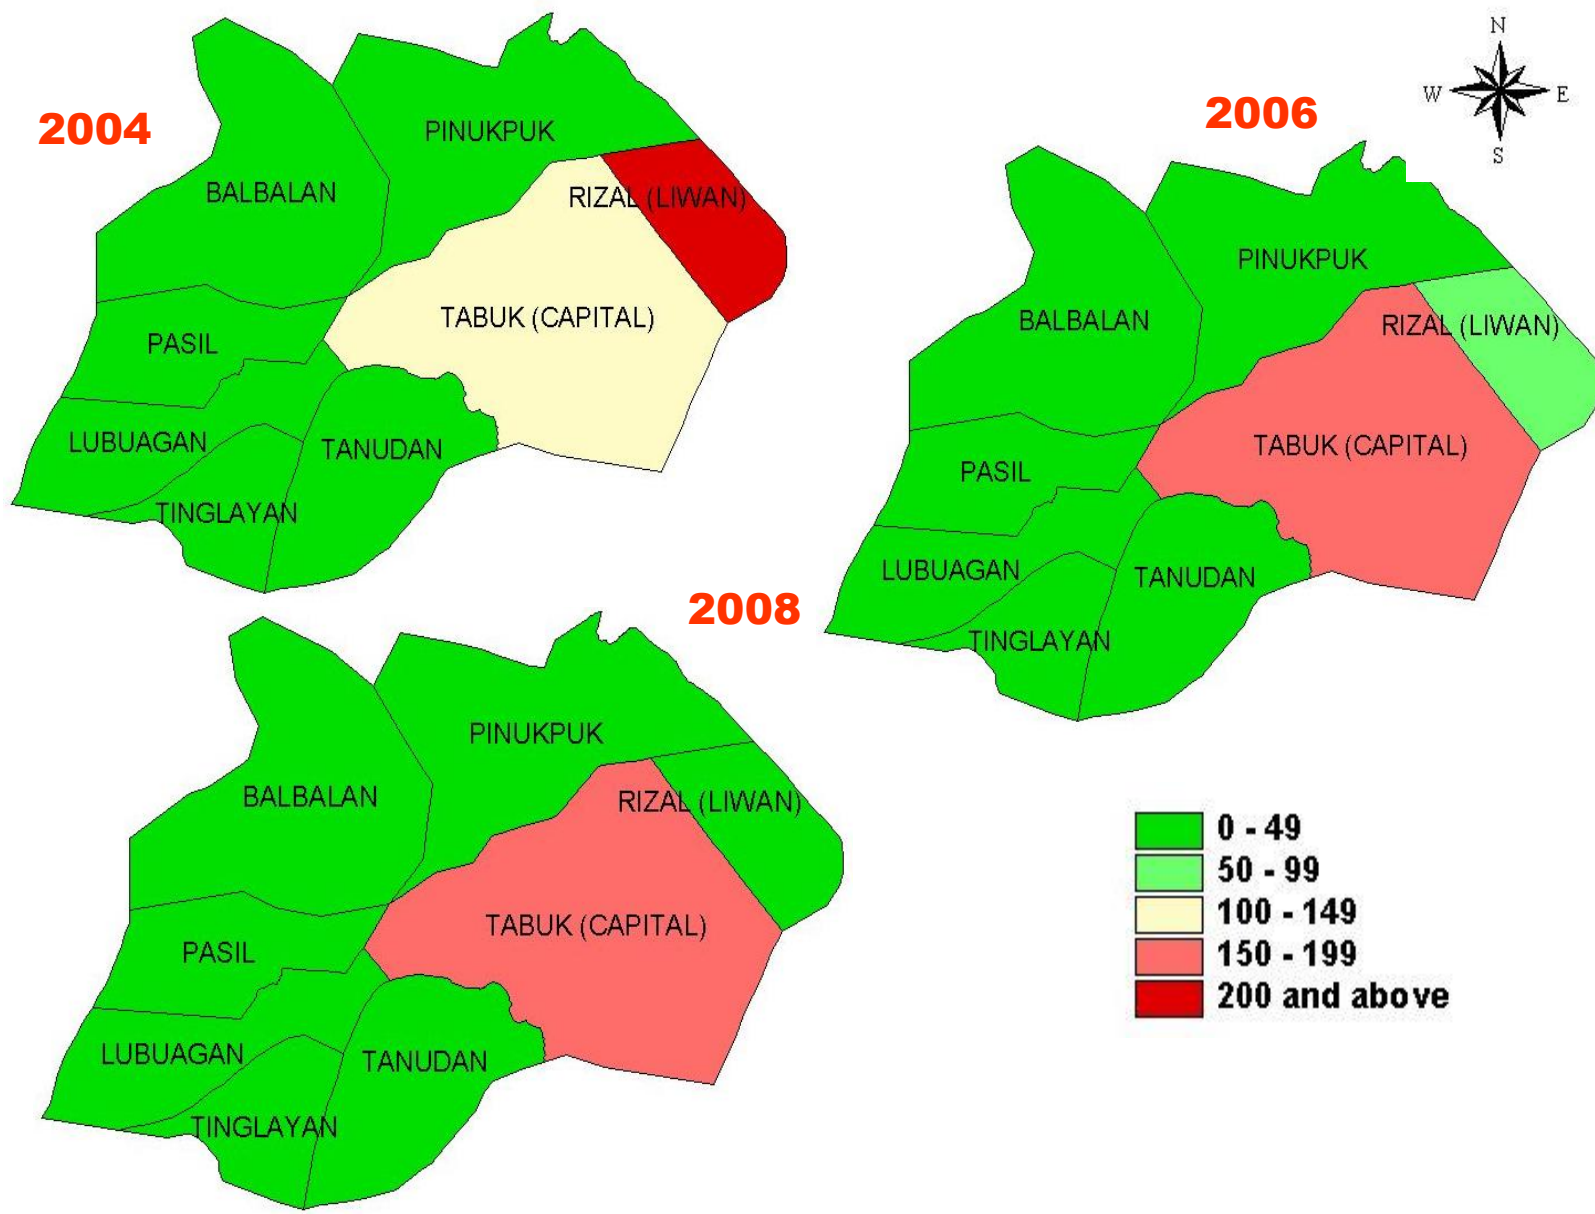 2004
PINUKPUK
BALBALAN
RIZAL (LIWAN)
TABUK (CAPITAL)
PASIL
LUBUAGAN
TANUDAN
TINGLAYAN
N
W
E
S
2006
PINUKPUK
BALBALAN
RIZAL (LIWAN)
TABUK (CAPITAL)
PASIL
LUBUAGAN
TANUDAN
TINGLAYAN
2008
PINUKPUK
BALBALAN
RIZAL (LIWAN)
TABUK (CAPITAL)
PASIL
LUBUAGAN
TANUDAN
TINGLAYAN
0 - 49
50 - 99
100 - 149
150 - 199
200 and above